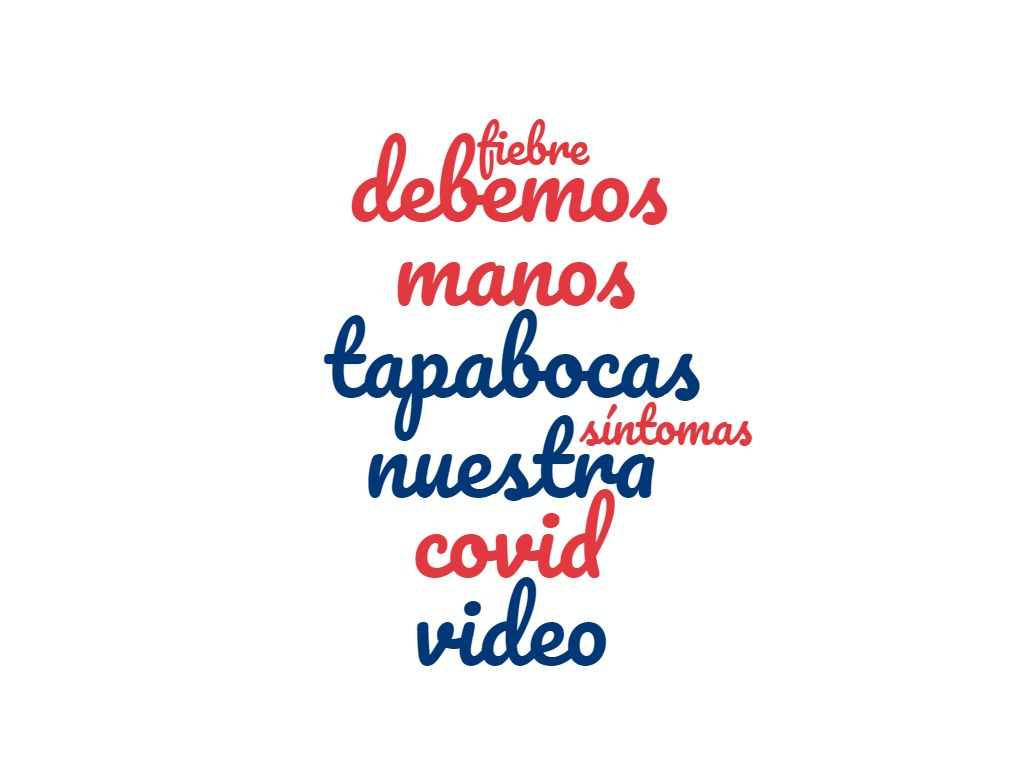 fiebre
debemos
manos
tapabocas
síntomas
nuestra
covid
video